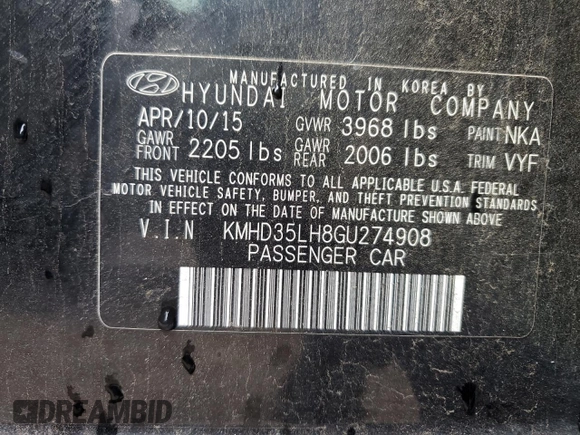 MANUFACTURED IN KOREA BY
HYUNDAI MOTOR COMPANY
APR/10/15 GVWR 3968 lbs PAINT NKA
GAWR FRONT 2205 lbs GAWR REAR 2006 lbs TRIM VYF
THIS VEHICLE CONFORMS TO ALL APPLICABLE U.S.A. FEDERAL
MOTOR VEHICLE SAFETY, BUMPER, AND THEFT PREVENTION STANDARDS
IN EFFECT ON THE DATE OF MANUFACTURE SHOWN ABOVE
V.I.N KMHD35LH8GU274908
PASSENGER CAR
DREAMBID